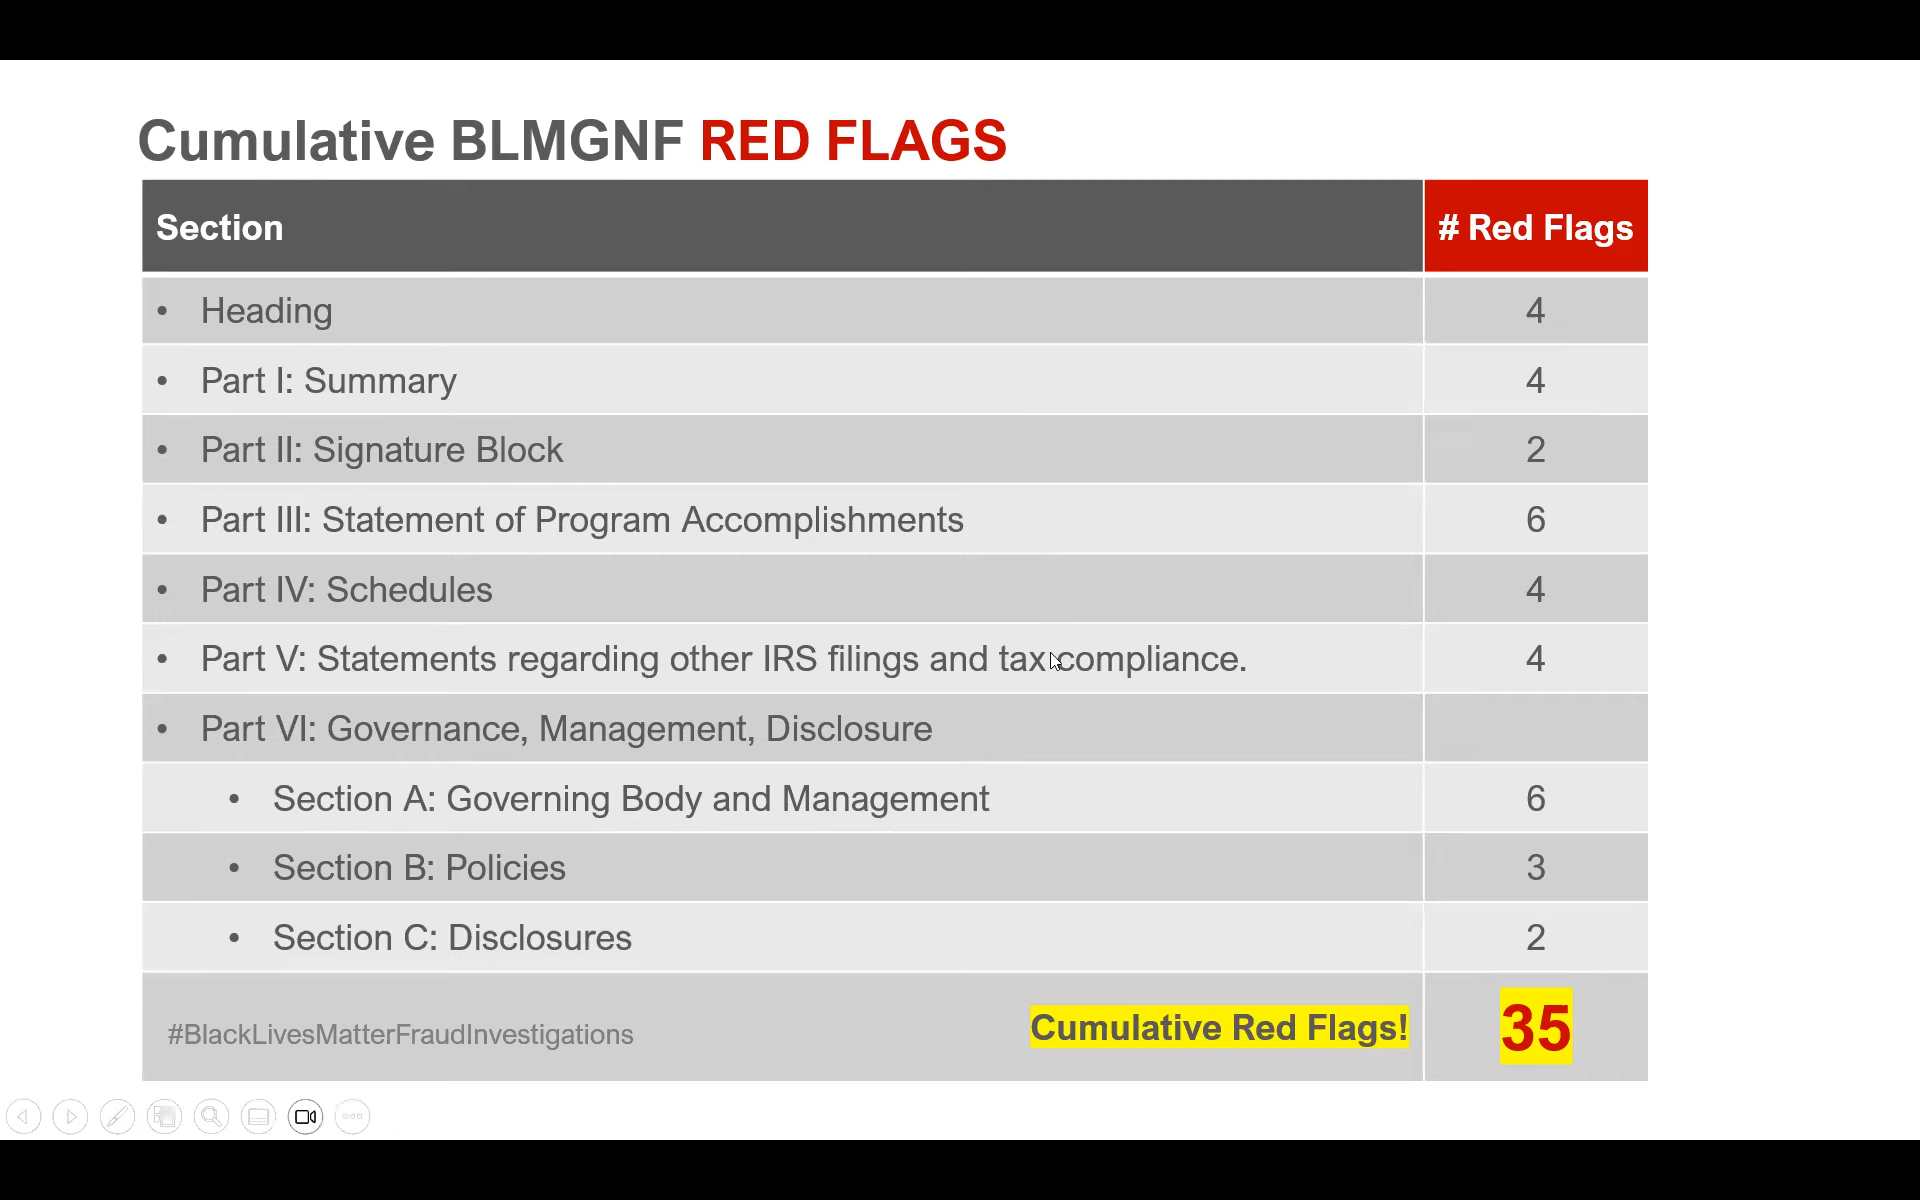 Cumulative BLMGNF RED FLAGS
Section # Red Flags
• Heading 4
• Part I: Summary 4
• Part II: Signature Block 2
• Part III: Statement of Program Accomplishments 6
• Part IV: Schedules 4
• Part V: Statements regarding other IRS filings and tax compliance. 4
• Part VI: Governance, Management, Disclosure
• Section A: Governing Body and Management 6
• Section B: Policies 3
• Section C: Disclosures 2
#BlackLivesMatterFraudInvestigations Cumulative Red Flags! 35